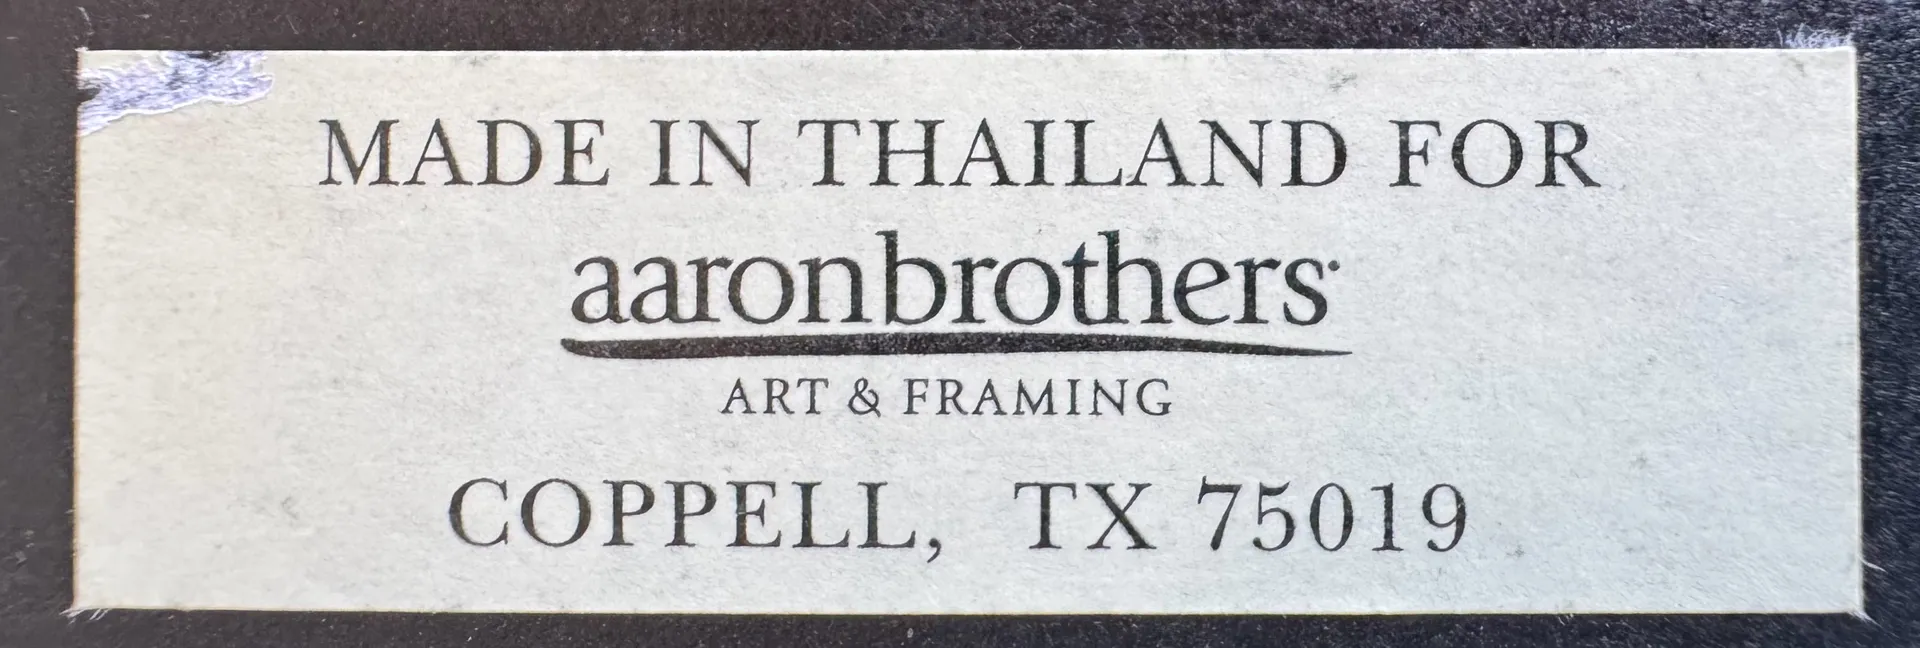 MADE IN THAILAND FOR
aaronbrothers
ART & FRAMING
COPPELL, TX 75019